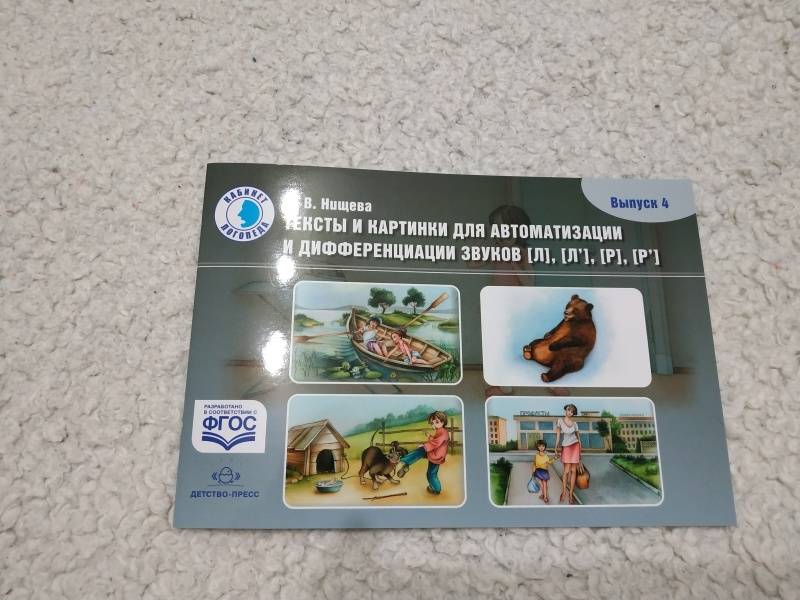 КАБИНЕТ
ЛОГОПЕДА
В. Нищева
Выпуск 4
ТЕКСТЫ И КАРТИНКИ ДЛЯ АВТОМАТИЗАЦИИ
И ДИФФЕРЕНЦИАЦИИ ЗВУКОВ [Л], [Л’], [Р], [Р’]
РАЗРАБОТАНО
В СООТВЕТСТВИИ С
ФГОС
ДЕТСТВО-ПРЕСС
ПРОДУКТЫ